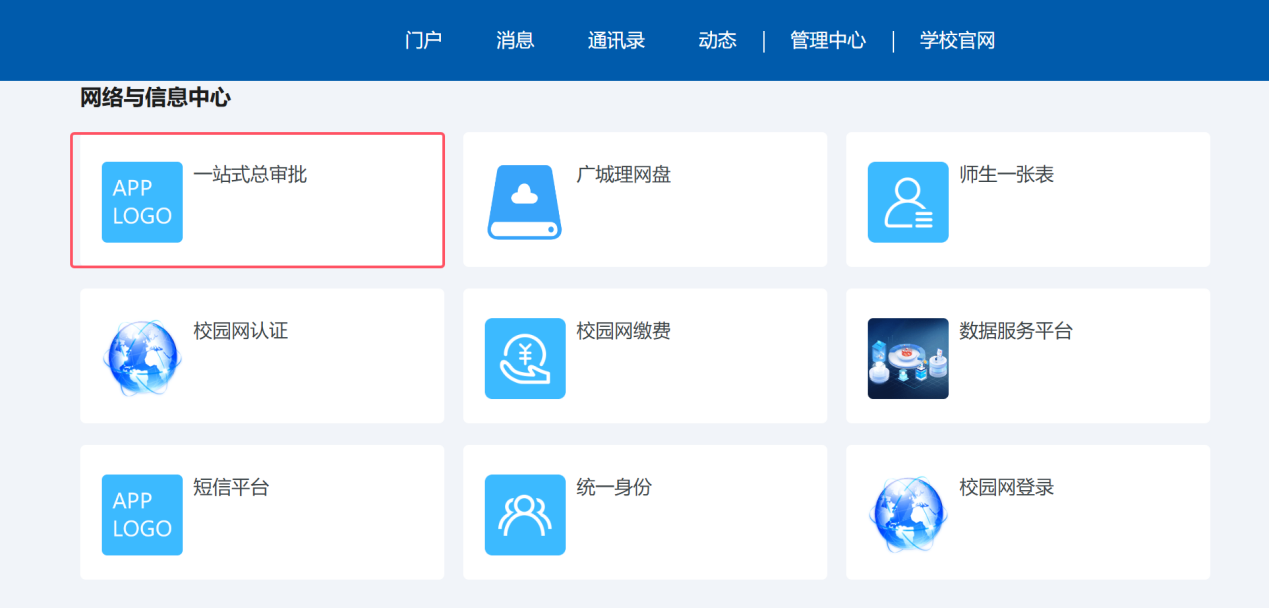 门户 消息 通讯录 动态 | 管理中心 | 学校官网
网络与信息中心
APP
LOGO
一站式总审批
广城理网盘
师生一张表
校园网认证
校园网缴费
数据服务平台
APP
LOGO
短信平台
统一身份
校园网登录